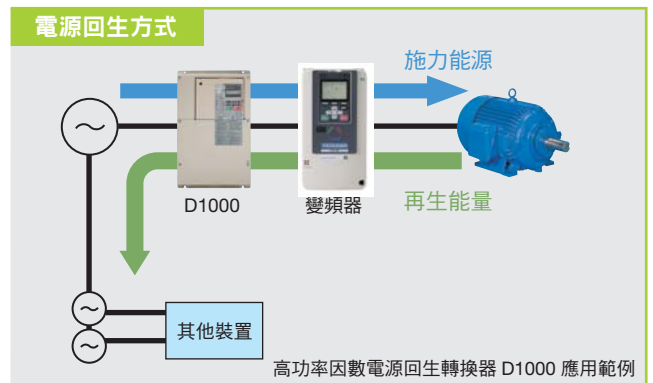 電源回生方式
施力能源
D1000
變頻器
再生能量
其他裝置
高功率因數電源回生轉換器 D1000 應用範例